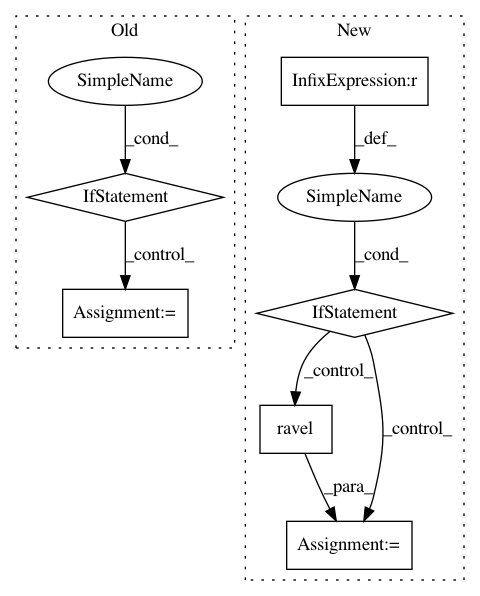 Old
New
SimpleName
InfixExpression:r
_cond_
_def_
IfStatement
SimpleName
_control_
_cond_
Assignment:=
IfStatement
_control_
_control_
ravel
_para_
Assignment:=